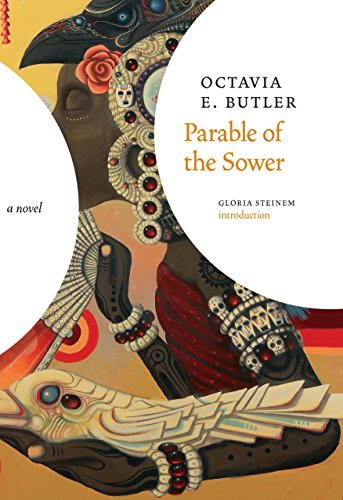 OCTAVIA
E. BUTLER
Parable of
the Sower
GLORIA STEINEM
introduction
a novel